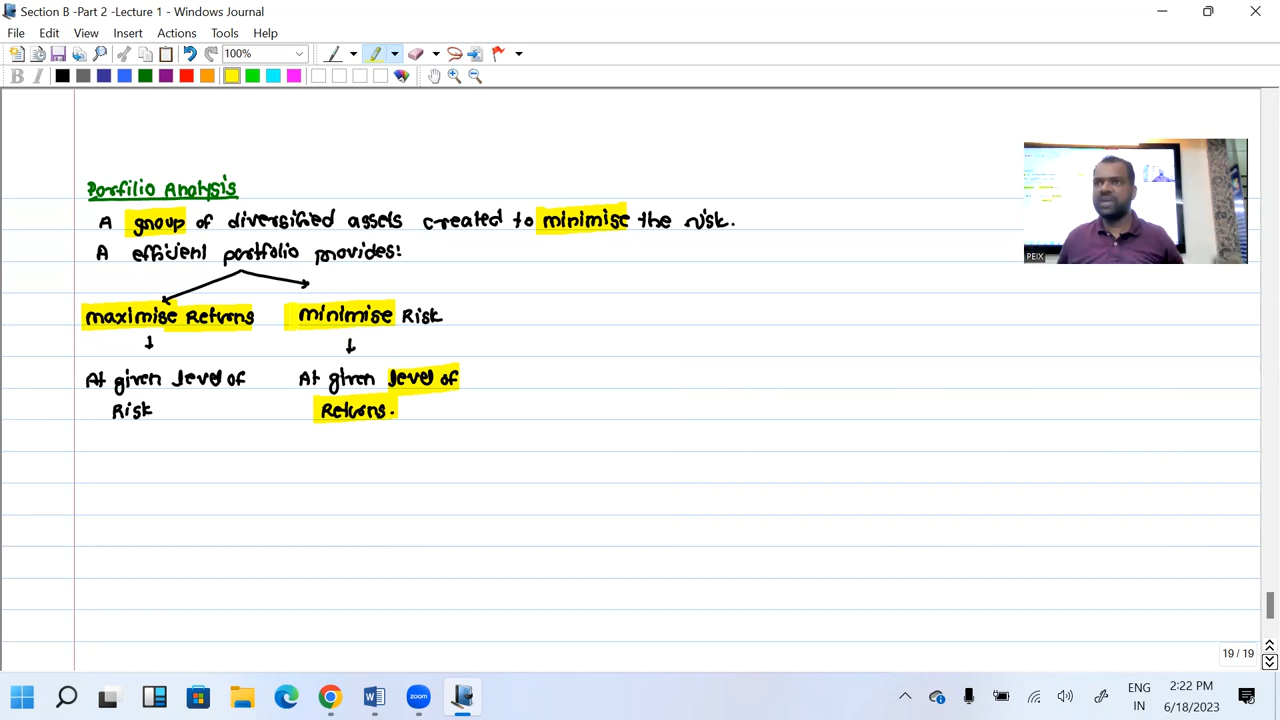 Section B -Part 2 -Lecture 1 - Windows Journal
File Edit View Insert Actions Tools Help
100%
B I
Porfilio Analysis
A group of diversified assets created to minimise the risk.
A efficient portfolio provides:
maximise Returns minimise Risk
At given level of At given level of
Risk Returns.
PEIX
19 / 19
zoom
ENG
IN
2:22 PM
6/18/2023